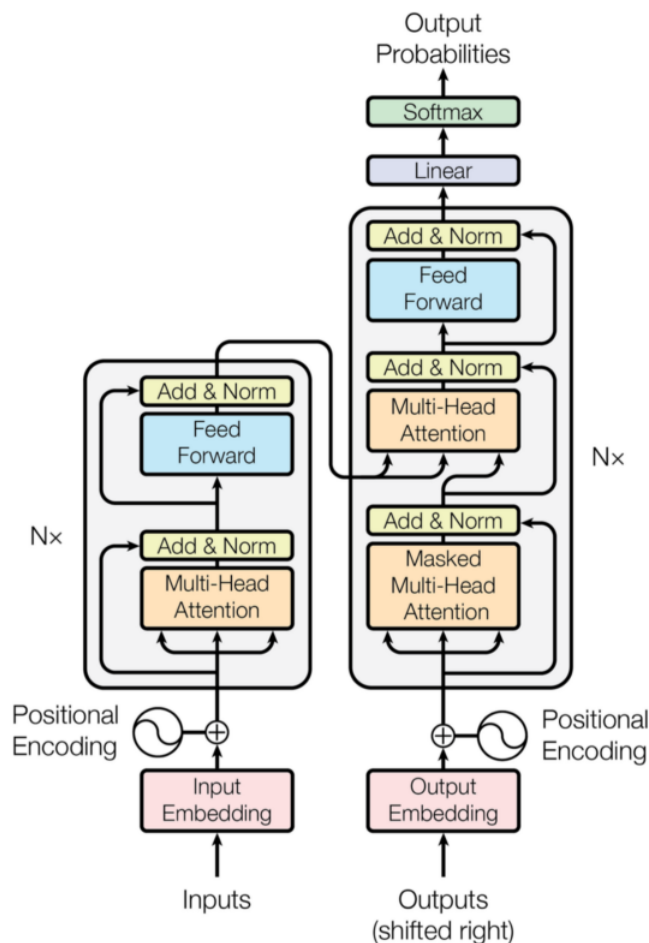 Output
Probabilities
Softmax
Linear
Add & Norm
Feed
Forward
Add & Norm
Multi-Head
Attention
Add & Norm
Masked
Multi-Head
Attention
N×
Add & Norm
Feed
Forward
Add & Norm
Multi-Head
Attention
N×
Positional
Encoding
Positional
Encoding
Input
Embedding
Output
Embedding
Inputs
Outputs
(shifted right)